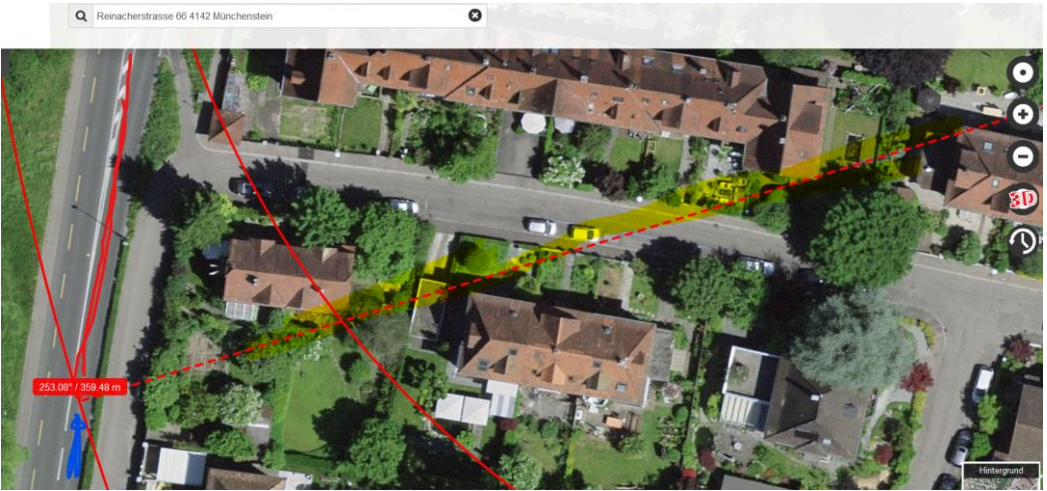 Reinacherstrasse 66 4142 Münchenstein
3D
253.08° / 359.48 m
Hintergrund